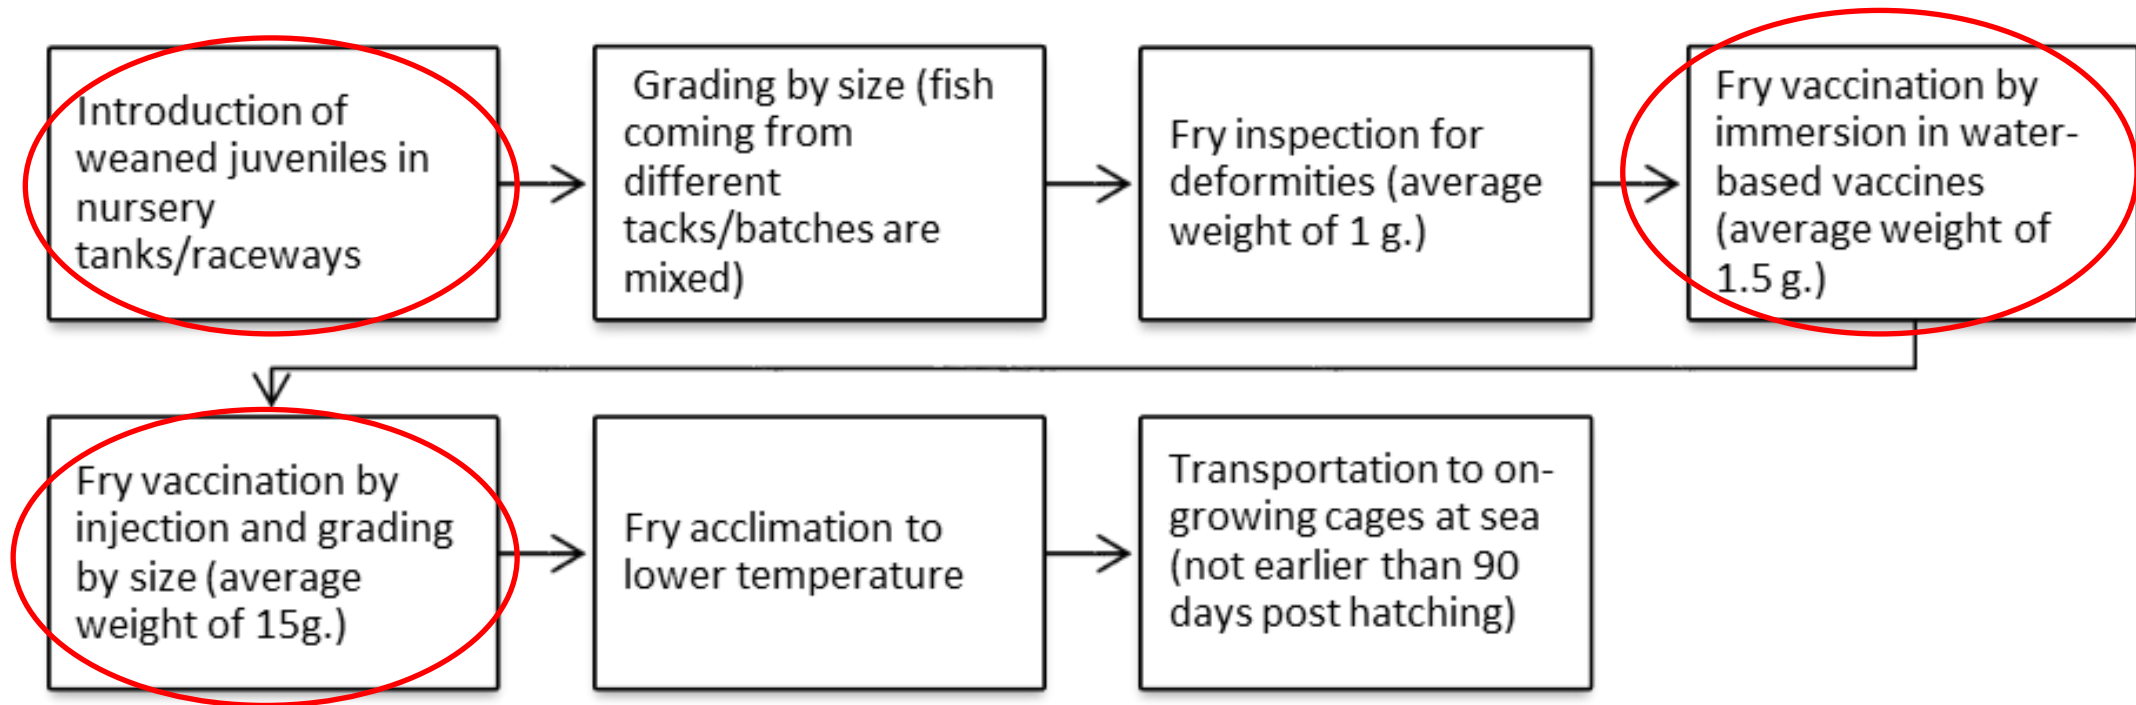 Introduction of
weaned juveniles in
nursery
tanks/raceways
Grading by size (fish
coming from
different
tacks/batches are
mixed)
Fry inspection for
deformities (average
weight of 1 g.)
Fry vaccination by
immersion in water-
based vaccines
(average weight of
1.5 g.)
Fry vaccination by
injection and grading
by size (average
weight of 15g.)
Fry acclimation to
lower temperature
Transportation to on-
growing cages at sea
(not earlier than 90
days post hatching)